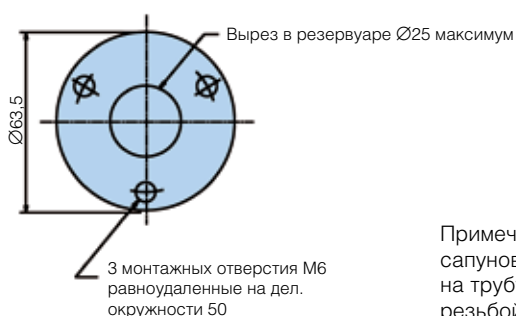 Вырез в резервуаре Ø25 максимум
Ø63,5
3 монтажных отверстия М6
равноудаленные на дел.
окружности 50
Примеч
сапунов
на труб
резьбой